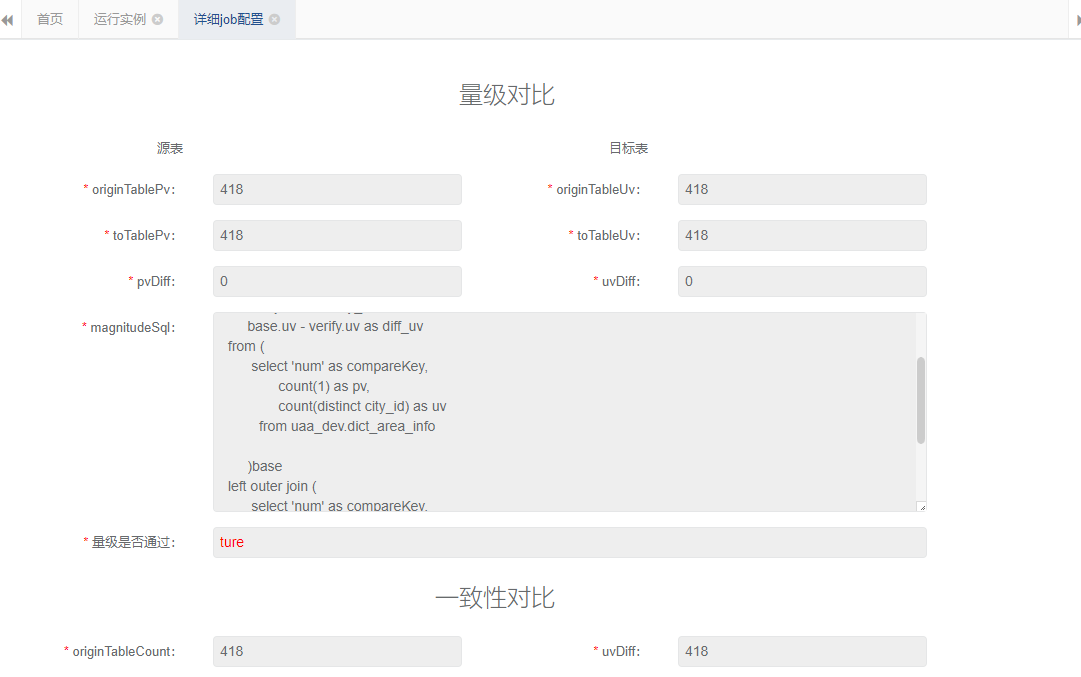 首页 运行实例 详细job配置
量级对比
源表 目标表
* originTablePv: 418 * originTableUv: 418
* toTablePv: 418 * toTableUv: 418
* pvDiff: 0 * uvDiff: 0
* magnitudeSql:
base.uv - verify.uv as diff_uv
from (
select 'num' as compareKey,
count(1) as pv,
count(distinct city_id) as uv
from uaa_dev.dict_area_info
)base
left outer join (
select 'num' as compareKey,
* 量级是否通过: ture
一致性对比
* originTableCount: 418 * uvDiff: 418